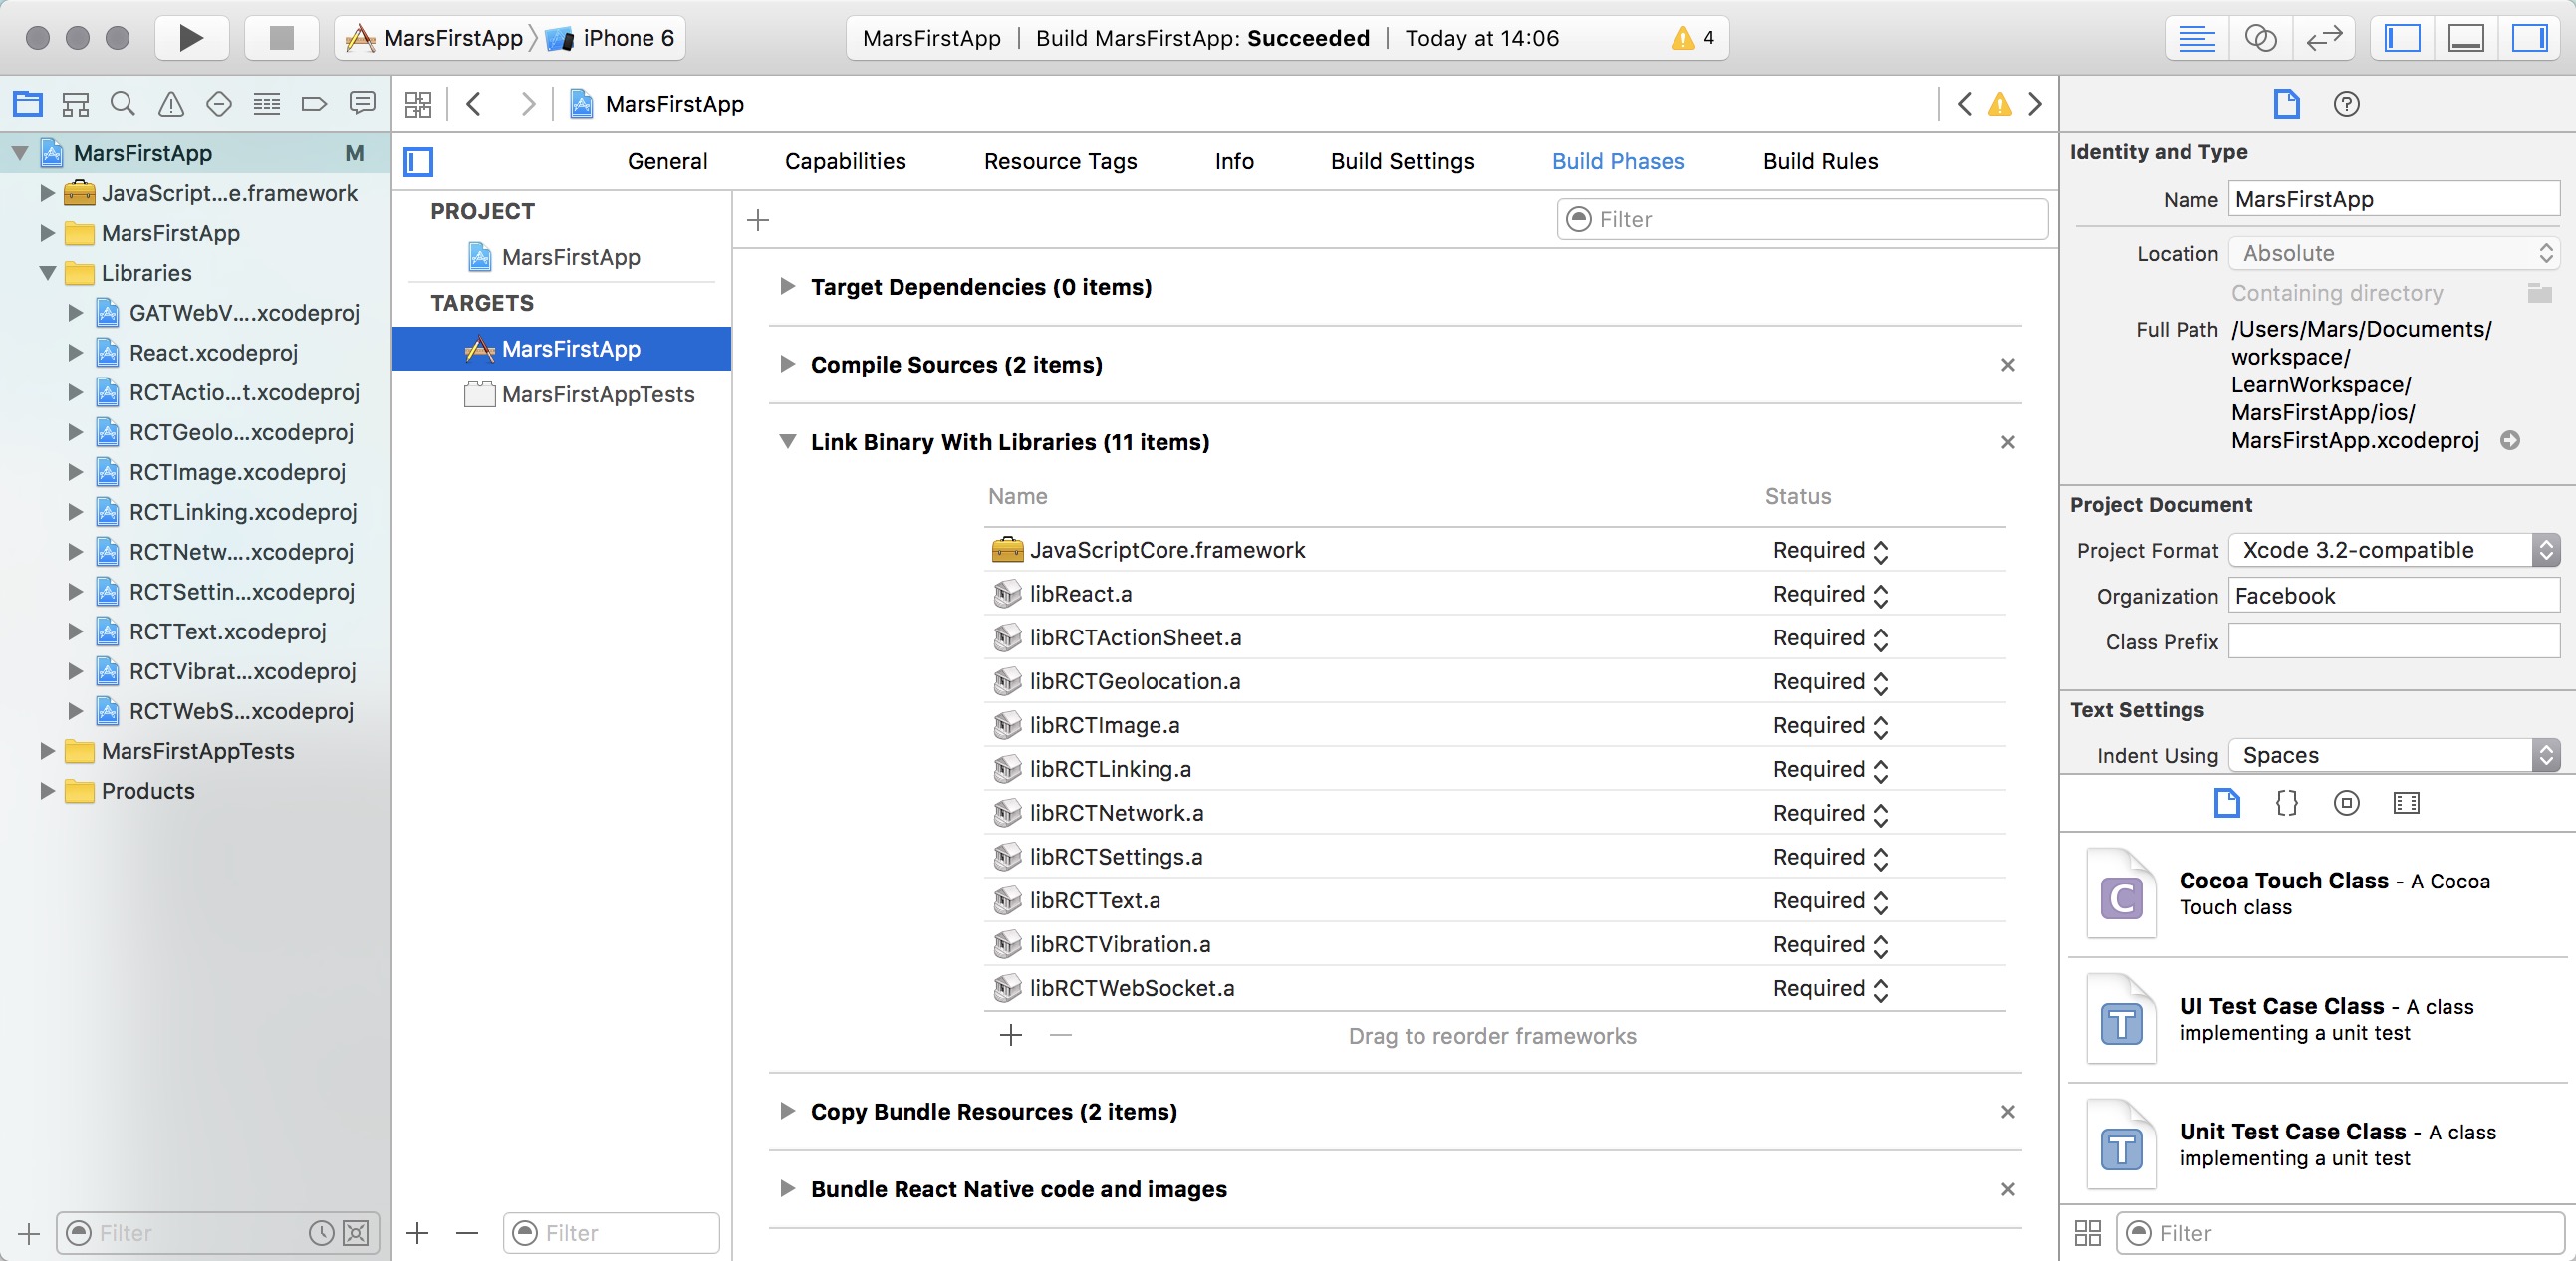 MarsFirstApp
iPhone 6
MarsFirstApp | Build MarsFirstApp: Succeeded | Today at 14:06
4
MarsFirstApp
M
JavaScript...e.framework
MarsFirstApp
Libraries
GATWebV....xcodeproj
React.xcodeproj
RCTActio...t.xcodeproj
RCTGeolo...xcodeproj
RCTImage.xcodeproj
RCTLinking.xcodeproj
RCTNetw....xcodeproj
RCTSettin...xcodeproj
RCTText.xcodeproj
RCTVibrat...xcodeproj
RCTWebS...xcodeproj
MarsFirstAppTests
Products
Filter
MarsFirstApp
General
Capabilities
Resource Tags
Info
Build Settings
Build Phases
Build Rules
PROJECT
MarsFirstApp
TARGETS
MarsFirstApp
MarsFirstAppTests
Filter
Filter
Target Dependencies (0 items)
Compile Sources (2 items)
Link Binary With Libraries (11 items)
Name Status
JavaScriptCore.framework Required
libReact.a Required
libRCTActionSheet.a Required
libRCTGeolocation.a Required
libRCTImage.a Required
libRCTLinking.a Required
libRCTNetwork.a Required
libRCTSettings.a Required
libRCTText.a Required
libRCTVibration.a Required
libRCTWebSocket.a Required
Drag to reorder frameworks
Copy Bundle Resources (2 items)
Bundle React Native code and images
Identity and Type
Name MarsFirstApp
Location Absolute
Containing directory
Full Path /Users/Mars/Documents/
workspace/
LearnWorkspace/
MarsFirstApp/ios/
MarsFirstApp.xcodeproj
Project Document
Project Format Xcode 3.2-compatible
Organization Facebook
Class Prefix
Text Settings
Indent Using Spaces
C
Cocoa Touch Class - A Cocoa
Touch class
T
UI Test Case Class - A class
implementing a unit test
T
Unit Test Case Class - A class
implementing a unit test
Filter